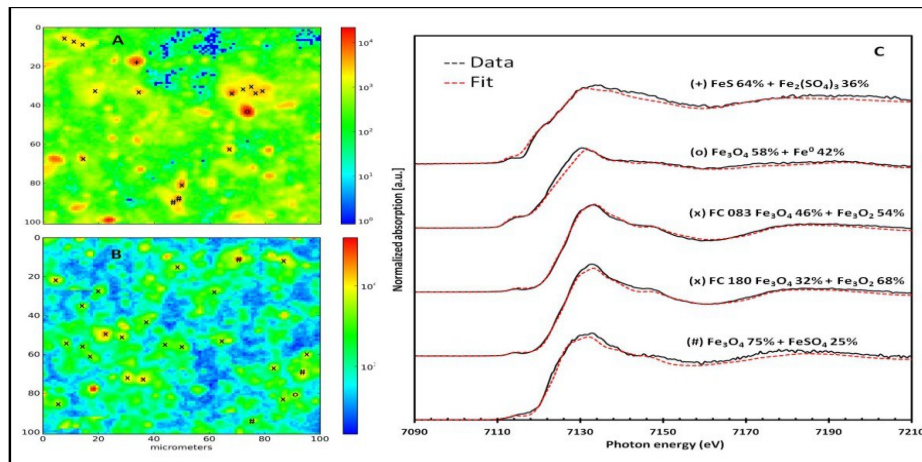 A
0
20
40
60
80
100
10⁴
10³
10²
10¹
10⁰
B
0
20
40
60
80
100
0
20
40
60
80
100
micrometers
C
Data
Fit
(+) FeS 64% + Fe₂(SO₄)₃ 36%
(o) Fe₃O₄ 58% + Fe⁰ 42%
(x) FC 083 Fe₃O₄ 46% + Fe₃O₂ 54%
(x) FC 180 Fe₃O₄ 32% + Fe₃O₂ 68%
(#) Fe₃O₄ 75% + FeSO₄ 25%
Normalized absorption [a.u.]
7090
7110
7130
7150
7170
7190
7210
Photon energy (eV)